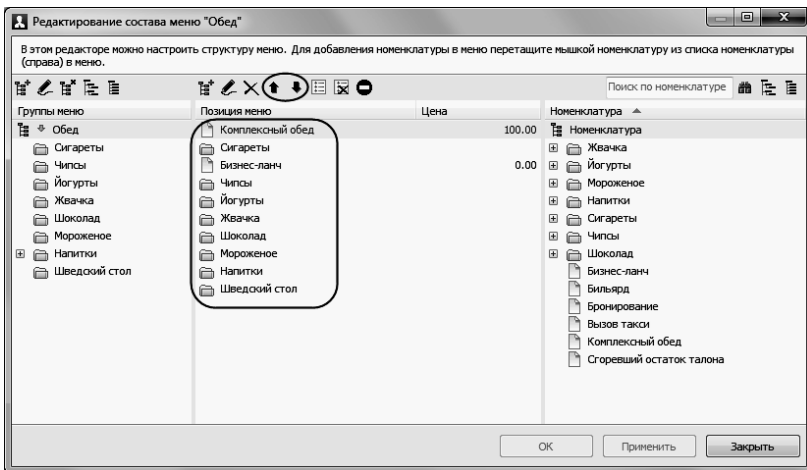 Редактирование состава меню "Обед"
В этом редакторе можно настроить структуру меню. Для добавления номенклатуры в меню перетащите мышкой номенклатуру из списка номенклатуры
(справа) в меню.
Поиск по номенклатуре
Группы меню
Обед
Сигареты
Чипсы
Йогурты
Жвачка
Шоколад
Мороженое
Напитки
Шведский стол
Позиция меню Цена
Комплексный обед 100.00
Сигареты
Бизнес-ланч 0.00
Чипсы
Йогурты
Жвачка
Шоколад
Мороженое
Напитки
Шведский стол
Номенклатура
Номенклатура
Жвачка
Йогурты
Мороженое
Напитки
Сигареты
Чипсы
Шоколад
Бизнес-ланч
Бильярд
Бронирование
Вызов такси
Комплексный обед
Сгоревший остаток талона
ОК Применить Закрыть